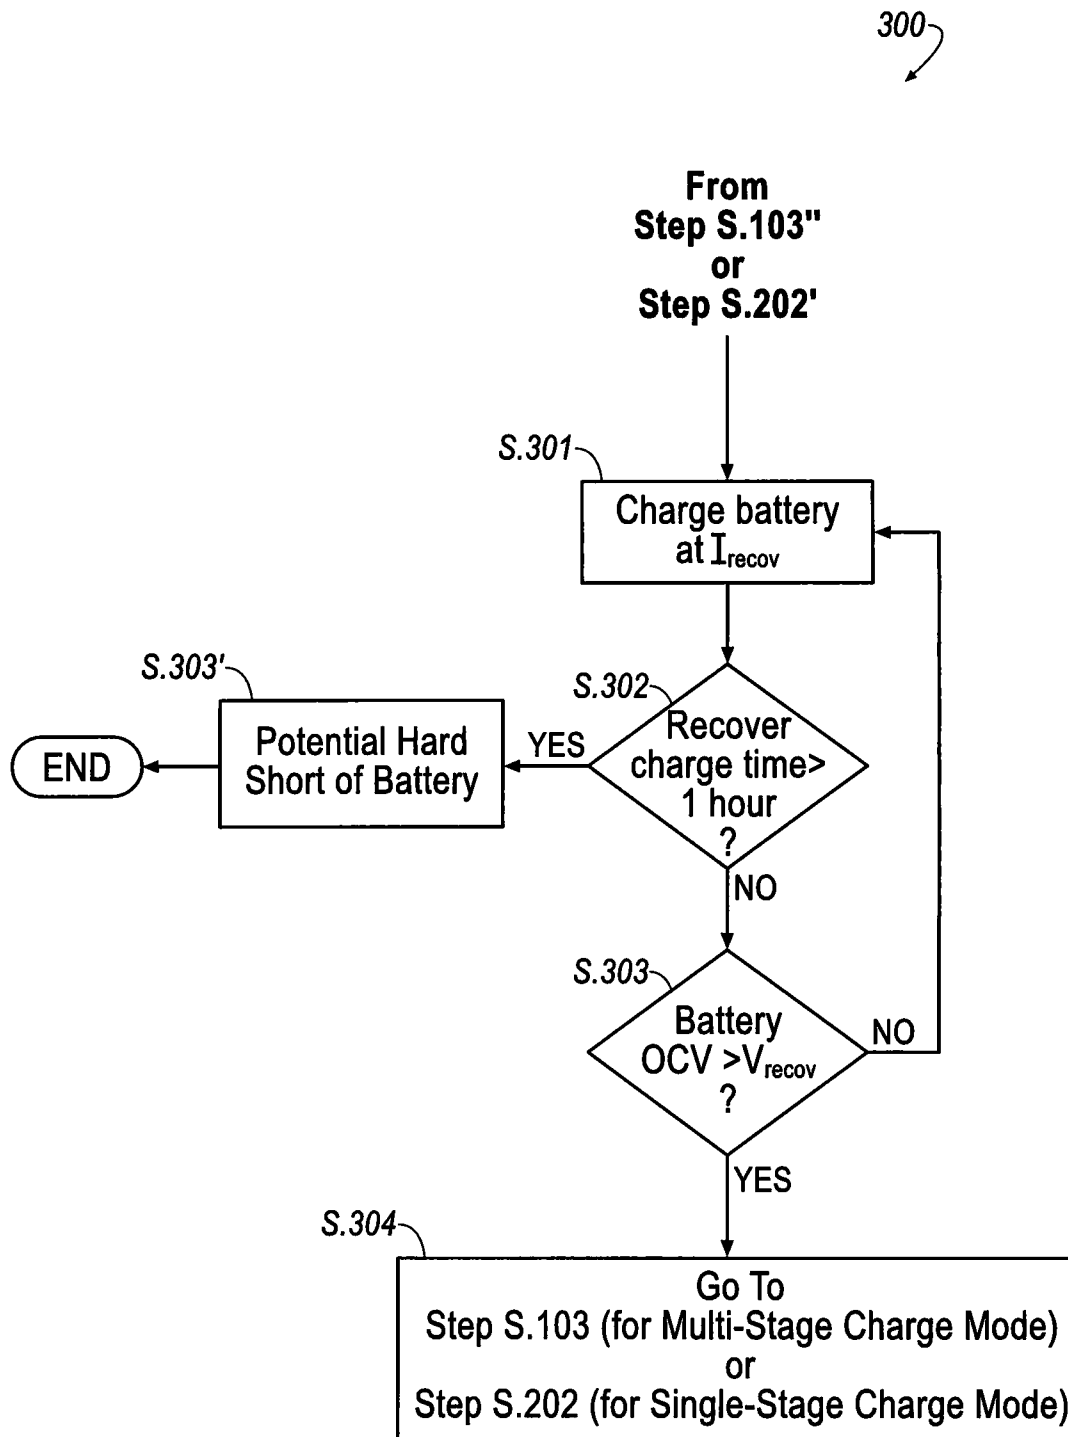 300
From
Step S.103"
or
Step S.202'
S.301
Charge battery
at Irecov
S.303'
S.302
Potential Hard
Short of Battery
END
YES
Recover
charge time>
1 hour
?
NO
S.303
Battery
OCV >Vrecov
?
NO
YES
S.304
Go To
Step S.103 (for Multi-Stage Charge Mode)
or
Step S.202 (for Single-Stage Charge Mode)